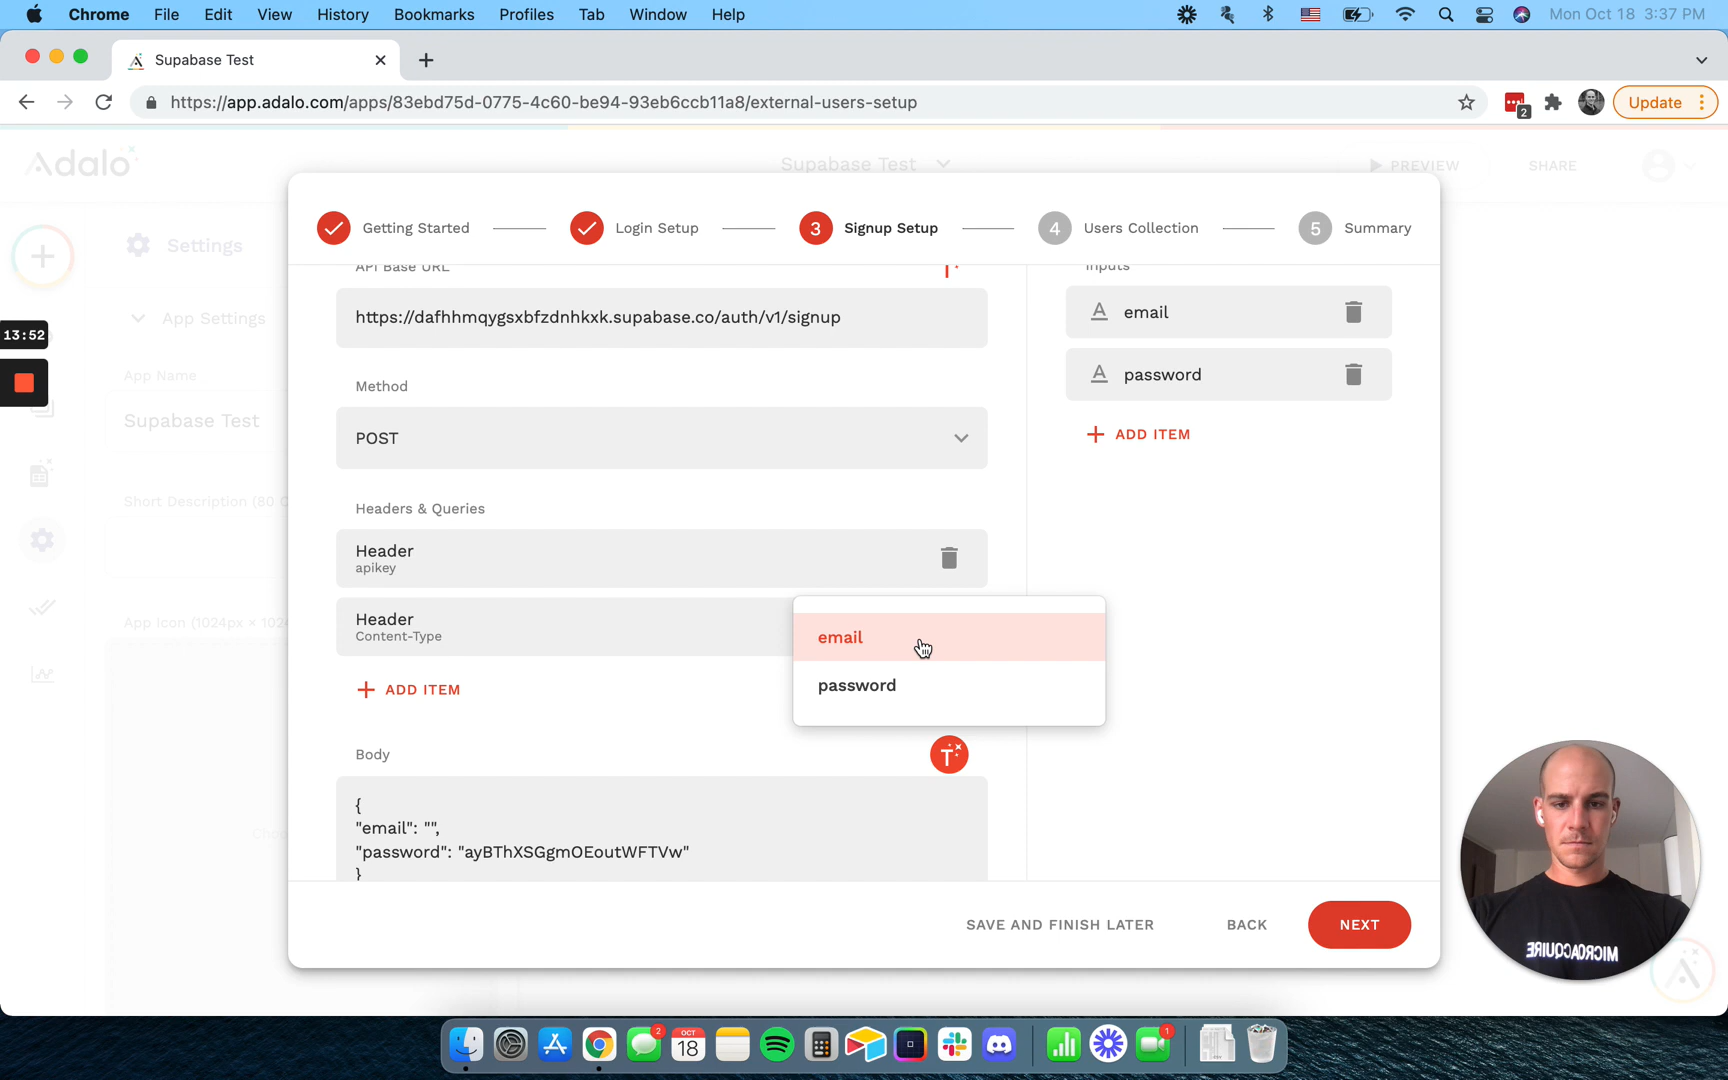 Chrome File Edit View History Bookmarks Profiles Tab Window Help Mon Oct 18 3:37 PM
Supabase Test
https://app.adalo.com/apps/83ebd75d-0775-4c60-be94-93eb6ccb11a8/external-users-setup
2
Update
Adalo
Supabase Test
PREVIEW
SHARE
Getting Started
Login Setup
3 Signup Setup
4 Users Collection
5 Summary
Settings
App Settings
13:52
App Name
Supabase Test
Short Description (80
App Icon (1024px × 102
API Base URL
https://dafhhmqygsxbfzdnhkxk.supabase.co/auth/v1/signup
Method
POST
Headers & Queries
Header
apikey
Header
Content-Type
ADD ITEM
email
password
Body
{
"email": "",
"password": "ayBThXSGgmOEoutWFTVw"
}
Inputs
email
password
ADD ITEM
SAVE AND FINISH LATER
BACK
NEXT
MICROACQUIRE
2
OCT
18
1